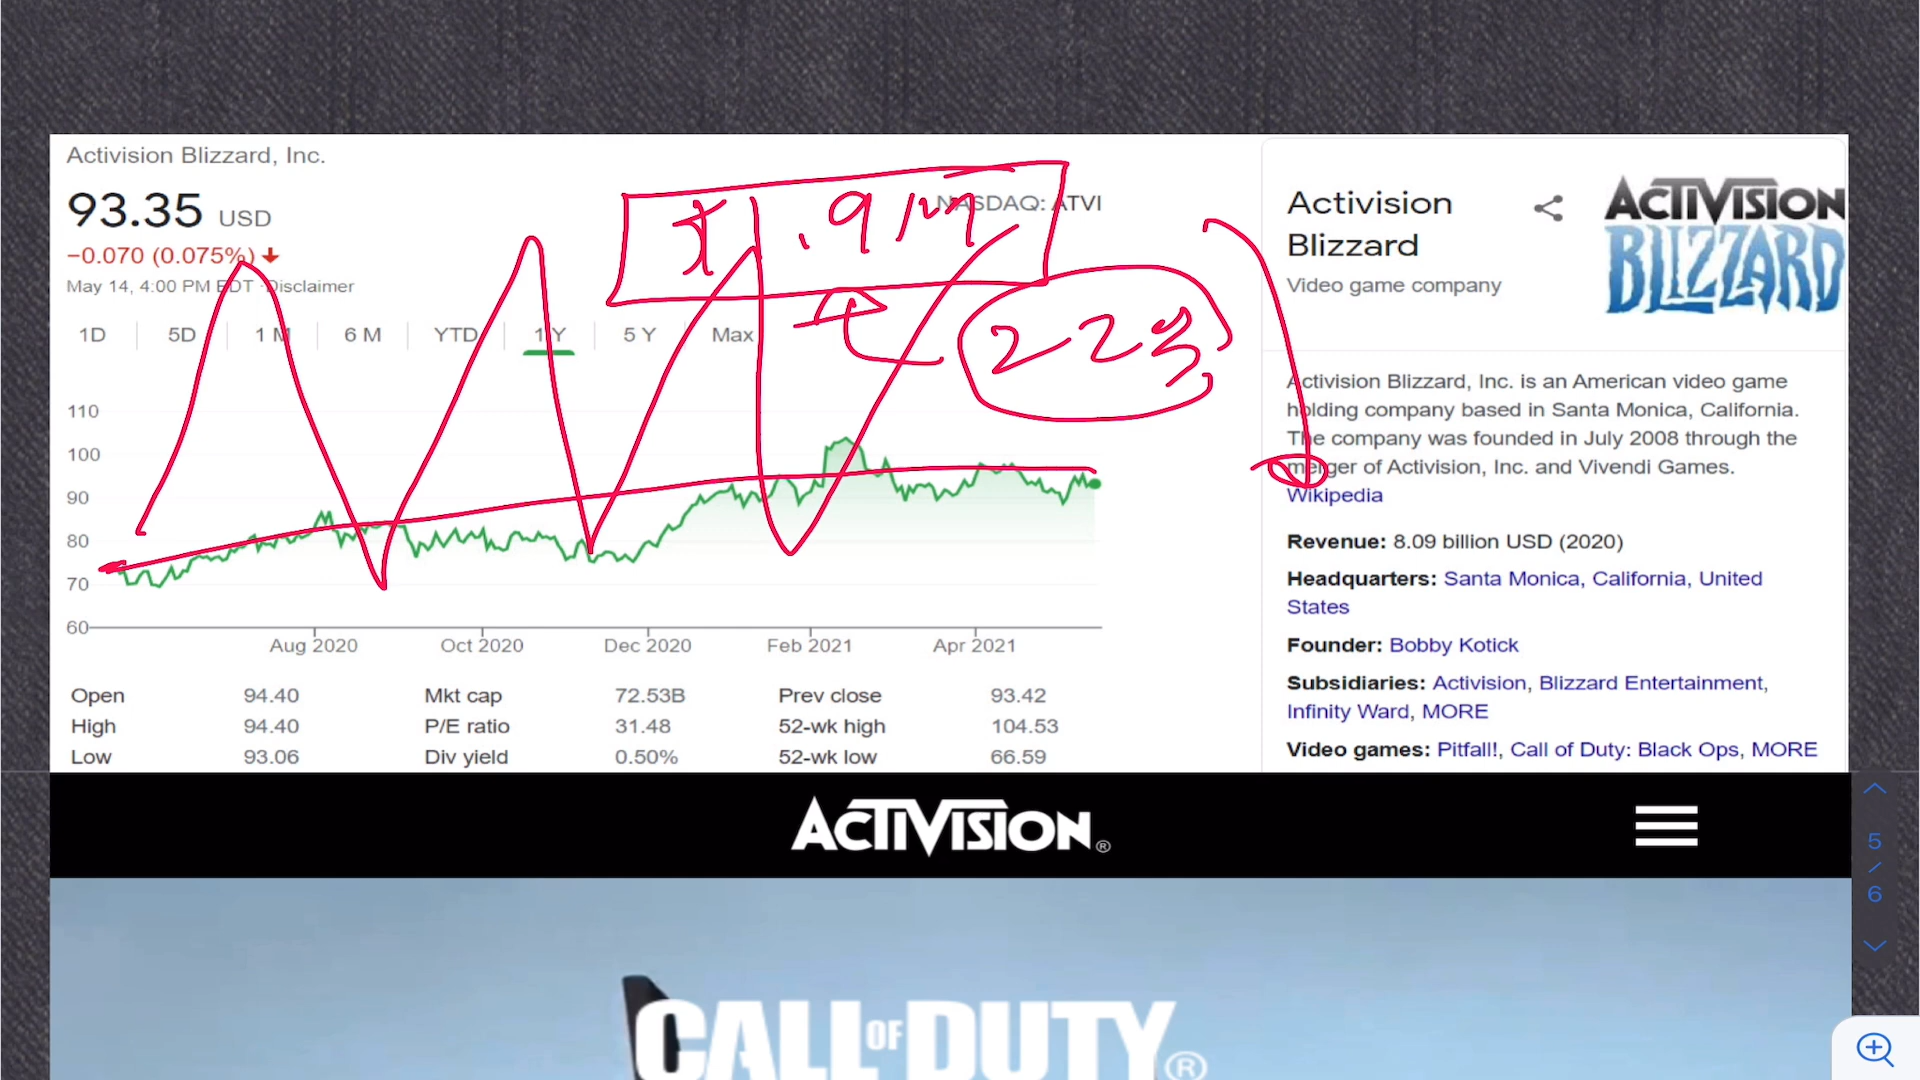 Activision Blizzard, Inc.
93.35 USD
−0.070 (0.075%)
May 14, 4:00 PM EDT · Disclaimer
NASDAQ: ATVI
1D 5D 1 M 6 M YTD 1 Y 5 Y Max
110
100
90
80
70
60
Aug 2020 Oct 2020 Dec 2020 Feb 2021 Apr 2021
Open 94.40 Mkt cap 72.53B Prev close 93.42
High 94.40 P/E ratio 31.48 52-wk high 104.53
Low 93.06 Div yield 0.50% 52-wk low 66.59
Activision
Blizzard
Video game company
ACTIVISION
BLIZZARD
Activision Blizzard, Inc. is an American video game
holding company based in Santa Monica, California.
The company was founded in July 2008 through the
merger of Activision, Inc. and Vivendi Games.
Wikipedia
Revenue: 8.09 billion USD (2020)
Headquarters: Santa Monica, California, United
States
Founder: Bobby Kotick
Subsidiaries: Activision, Blizzard Entertainment,
Infinity Ward, MORE
Video games: Pitfall!, Call of Duty: Black Ops, MORE
ACTIVISION®
CALL OF DUTY®
5
/
6